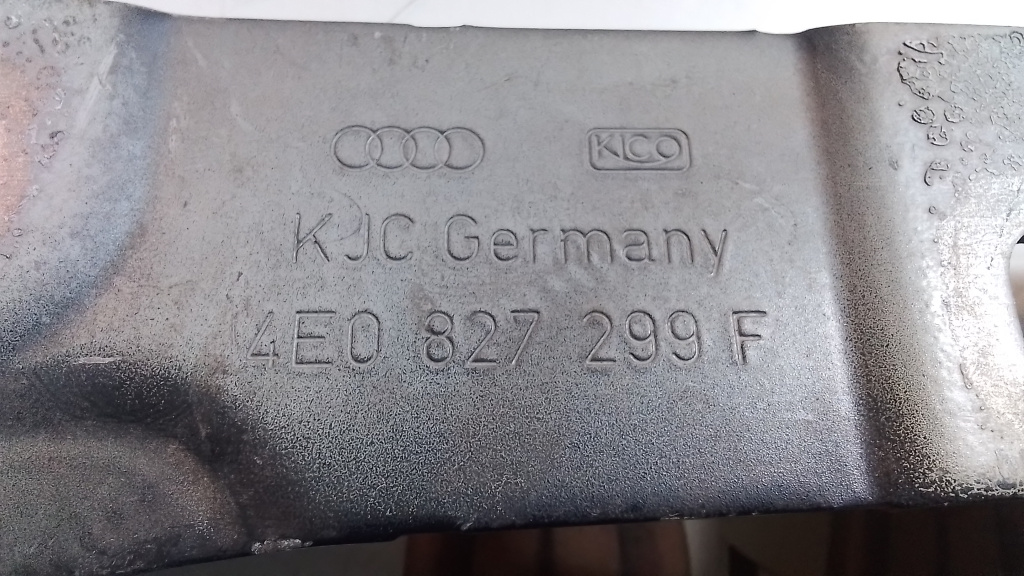 KICO
KJC Germany
4E0 827 299 F